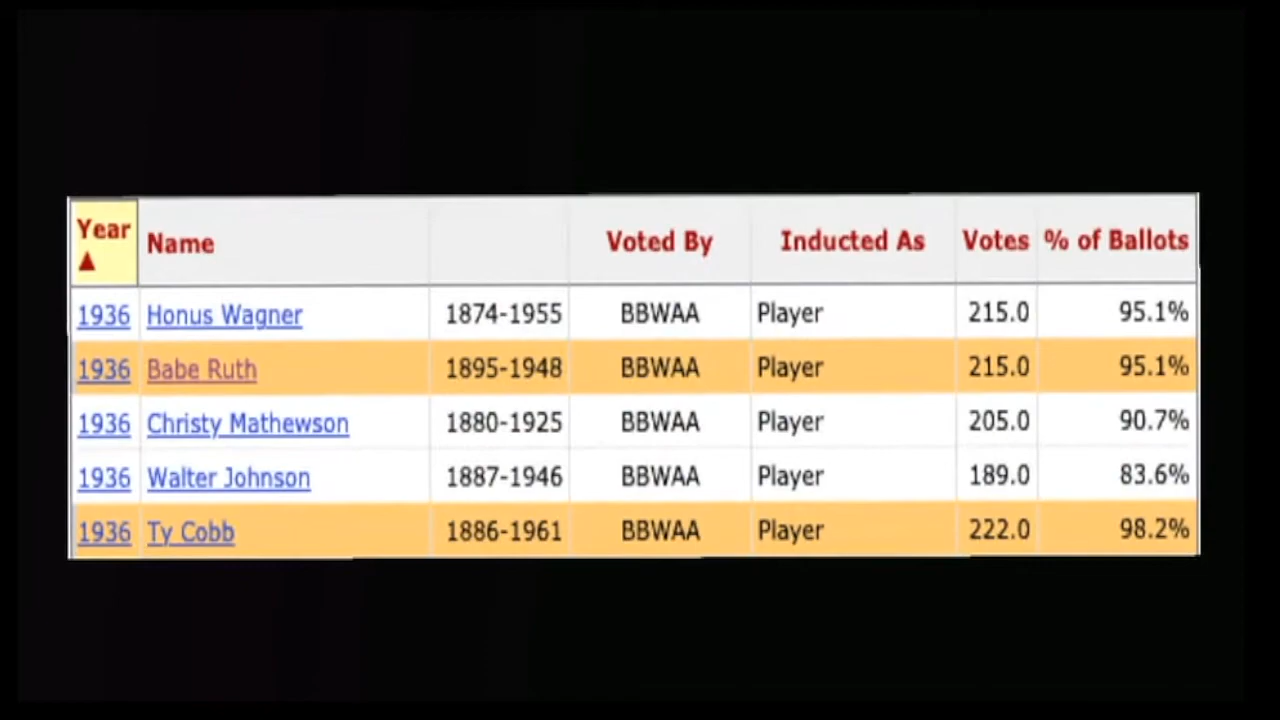 Year ▲ Name Voted By Inducted As Votes % of Ballots
1936 Honus Wagner 1874-1955 BBWAA Player 215.0 95.1%
1936 Babe Ruth 1895-1948 BBWAA Player 215.0 95.1%
1936 Christy Mathewson 1880-1925 BBWAA Player 205.0 90.7%
1936 Walter Johnson 1887-1946 BBWAA Player 189.0 83.6%
1936 Ty Cobb 1886-1961 BBWAA Player 222.0 98.2%